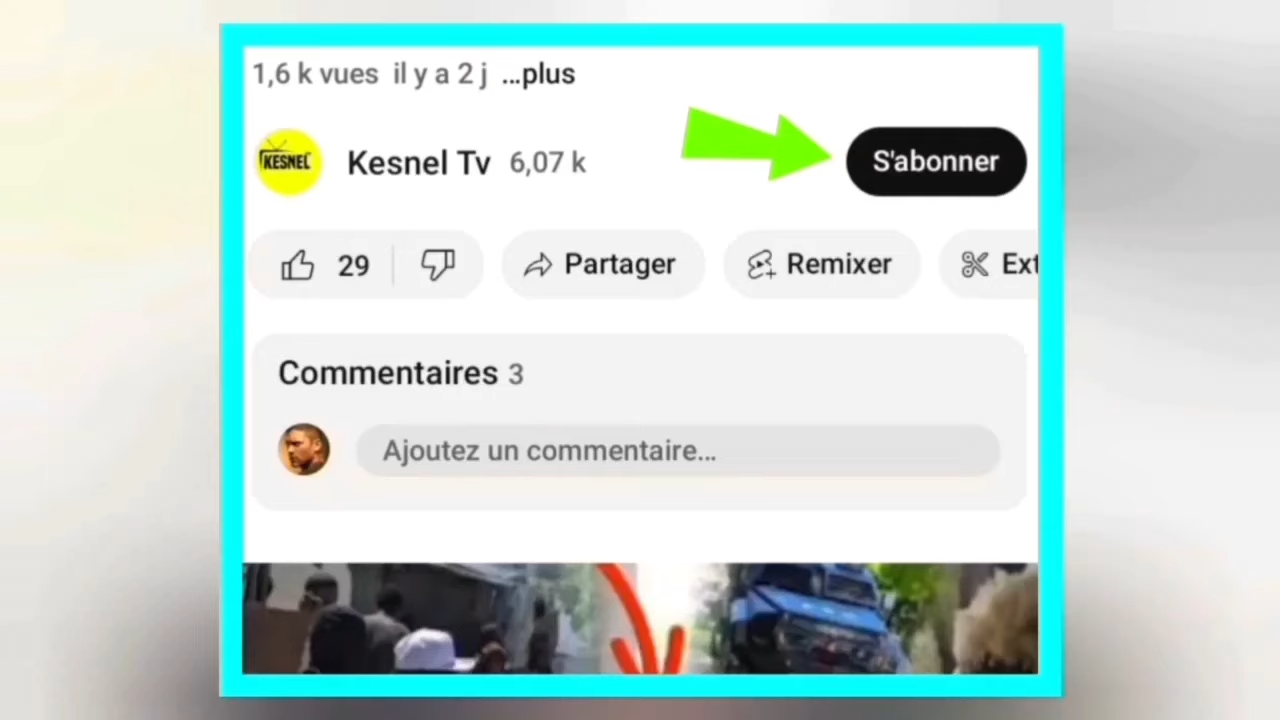 1,6 k vues il y a 2 j ...plus
KESNEL
Kesnel Tv 6,07 k
S'abonner
29
Partager
Remixer
Ext
Commentaires 3
Ajoutez un commentaire...